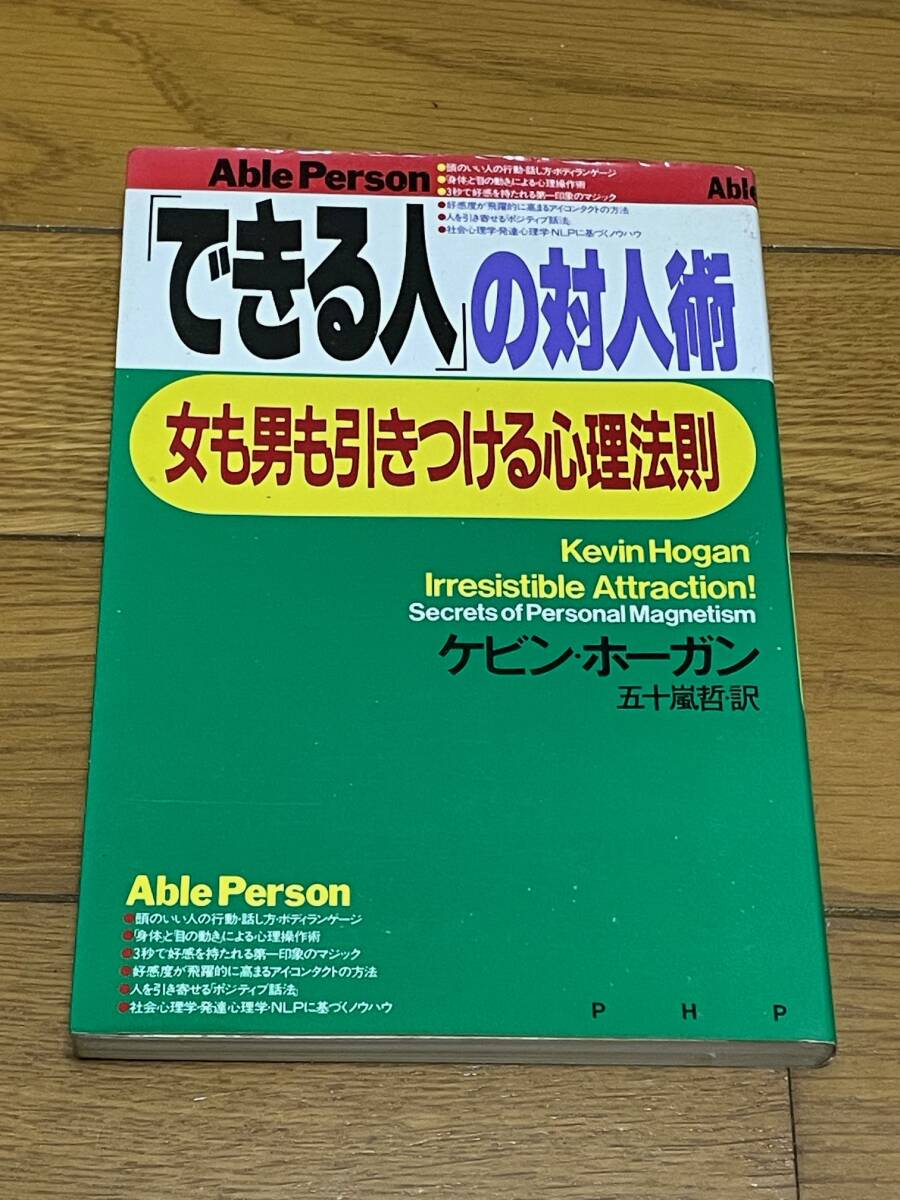 Able Person
●頭のいい人の行動・話し方・ボディランゲージ
●「身体」と「目の動き」による心理操作術
●3秒で好感を持たれる第一印象のマジック
●好感度が飛躍的に高まるアイコンタクトの方法
●人を引き寄せる「ポジティブ話法」
●社会心理学・発達心理学・NLPに基づくノウハウ
Able
「できる人」の対人術
女も男も引きつける心理法則
Kevin Hogan
Irresistible Attraction!
Secrets of Personal Magnetism
ケビン・ホーガン
五十嵐哲・訳
Able Person
●頭のいい人の行動・話し方・ボディランゲージ
●「身体」と「目の動き」による心理操作術
●3秒で好感を持たれる第一印象のマジック
●好感度が飛躍的に高まるアイコンタクトの方法
●人を引き寄せる「ポジティブ話法」
●社会心理学・発達心理学・NLPに基づくノウハウ
P H P